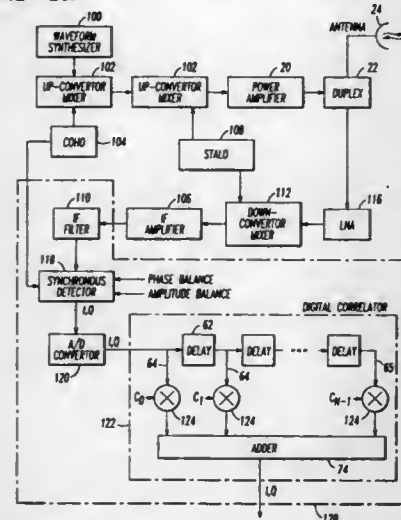 100
24
WAVEFORM
SYNTHESIZER
ANTENNA
102
102
20
22
UP-CONVERTOR
MIXER
UP-CONVERTOR
MIXER
POWER
AMPLIFIER
DUPLEX
108
COHO
104
STALO
110
106
112
116
IF
FILTER
IF
AMPLIFIER
DOWN-
CONVERTOR
MIXER
LNA
118
SYNCHRONOUS
DETECTOR
PHASE BALANCE
AMPLITUDE BALANCE
I,Q
DIGITAL CORRELATOR
62
A/D
CONVERTOR
I,Q
DELAY
DELAY
DELAY
120
64
64
65
C0
C1
CN-1
122
124
124
124
ADDER
74
I,Q
128